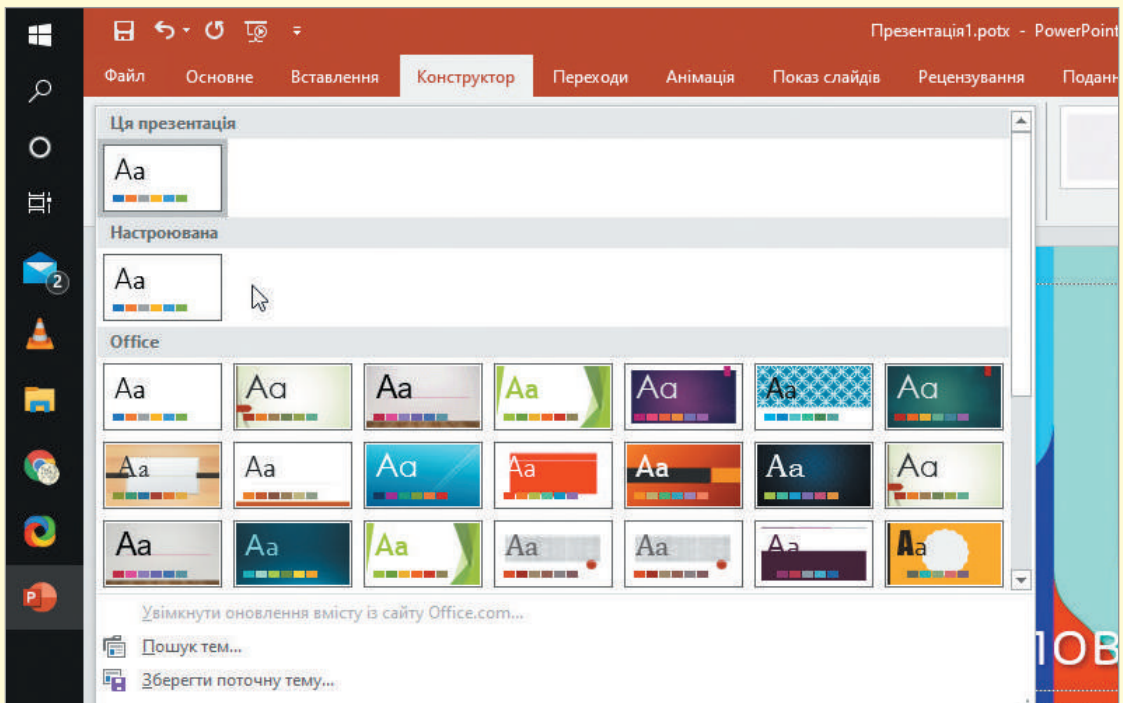 Презентація1.potx - PowerPoint
Файл Основне Вставлення Конструктор Переходи Анімація Показ слайдів Рецензування Подан
Ця презентація
Aa
Настроювана
Aa
2
Office
Aa Aa Aa Aa Aa Aa Aa
Aa Aa Aa Aa Aa Aa Aa
Aa Aa Aa Aa Aa Aa Aa
P
Увімкнути оновлення вмісту із сайту Office.com...
Пошук тем...
Зберегти поточну тему...